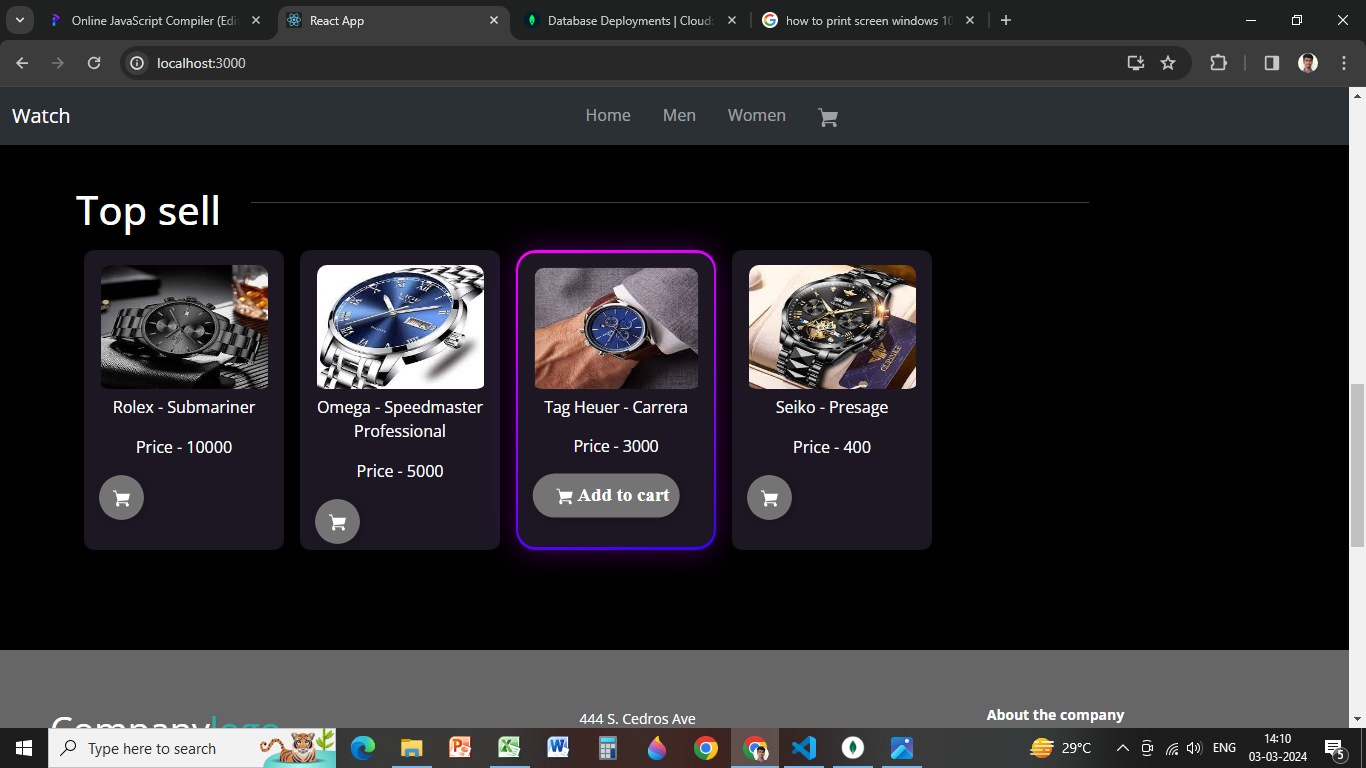 Online JavaScript Compiler (Edit
React App
Database Deployments | Cloud:
how to print screen windows 10
localhost:3000
Watch
Home
Men
Women
Top sell
Rolex - Submariner
Price - 10000
Omega - Speedmaster
Professional
Price - 5000
Tag Heuer - Carrera
Price - 3000
Add to cart
Seiko - Presage
Price - 400
Companylogo
444 S. Cedros Ave
About the company
Type here to search
29°C
ENG
14:10
03-03-2024
5